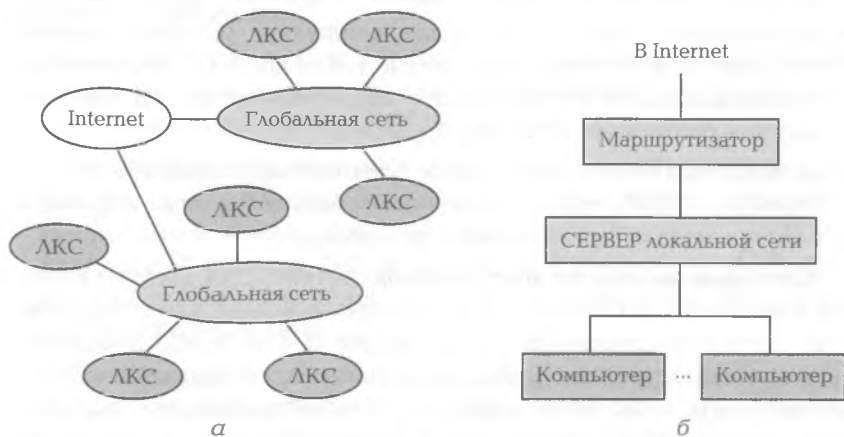 ЛКС
ЛКС
Internet
Глобальная сеть
ЛКС
ЛКС
ЛКС
Глобальная сеть
ЛКС
ЛКС
а
В Internet
Маршрутизатор
СЕРВЕР локальной сети
Компьютер ... Компьютер
б